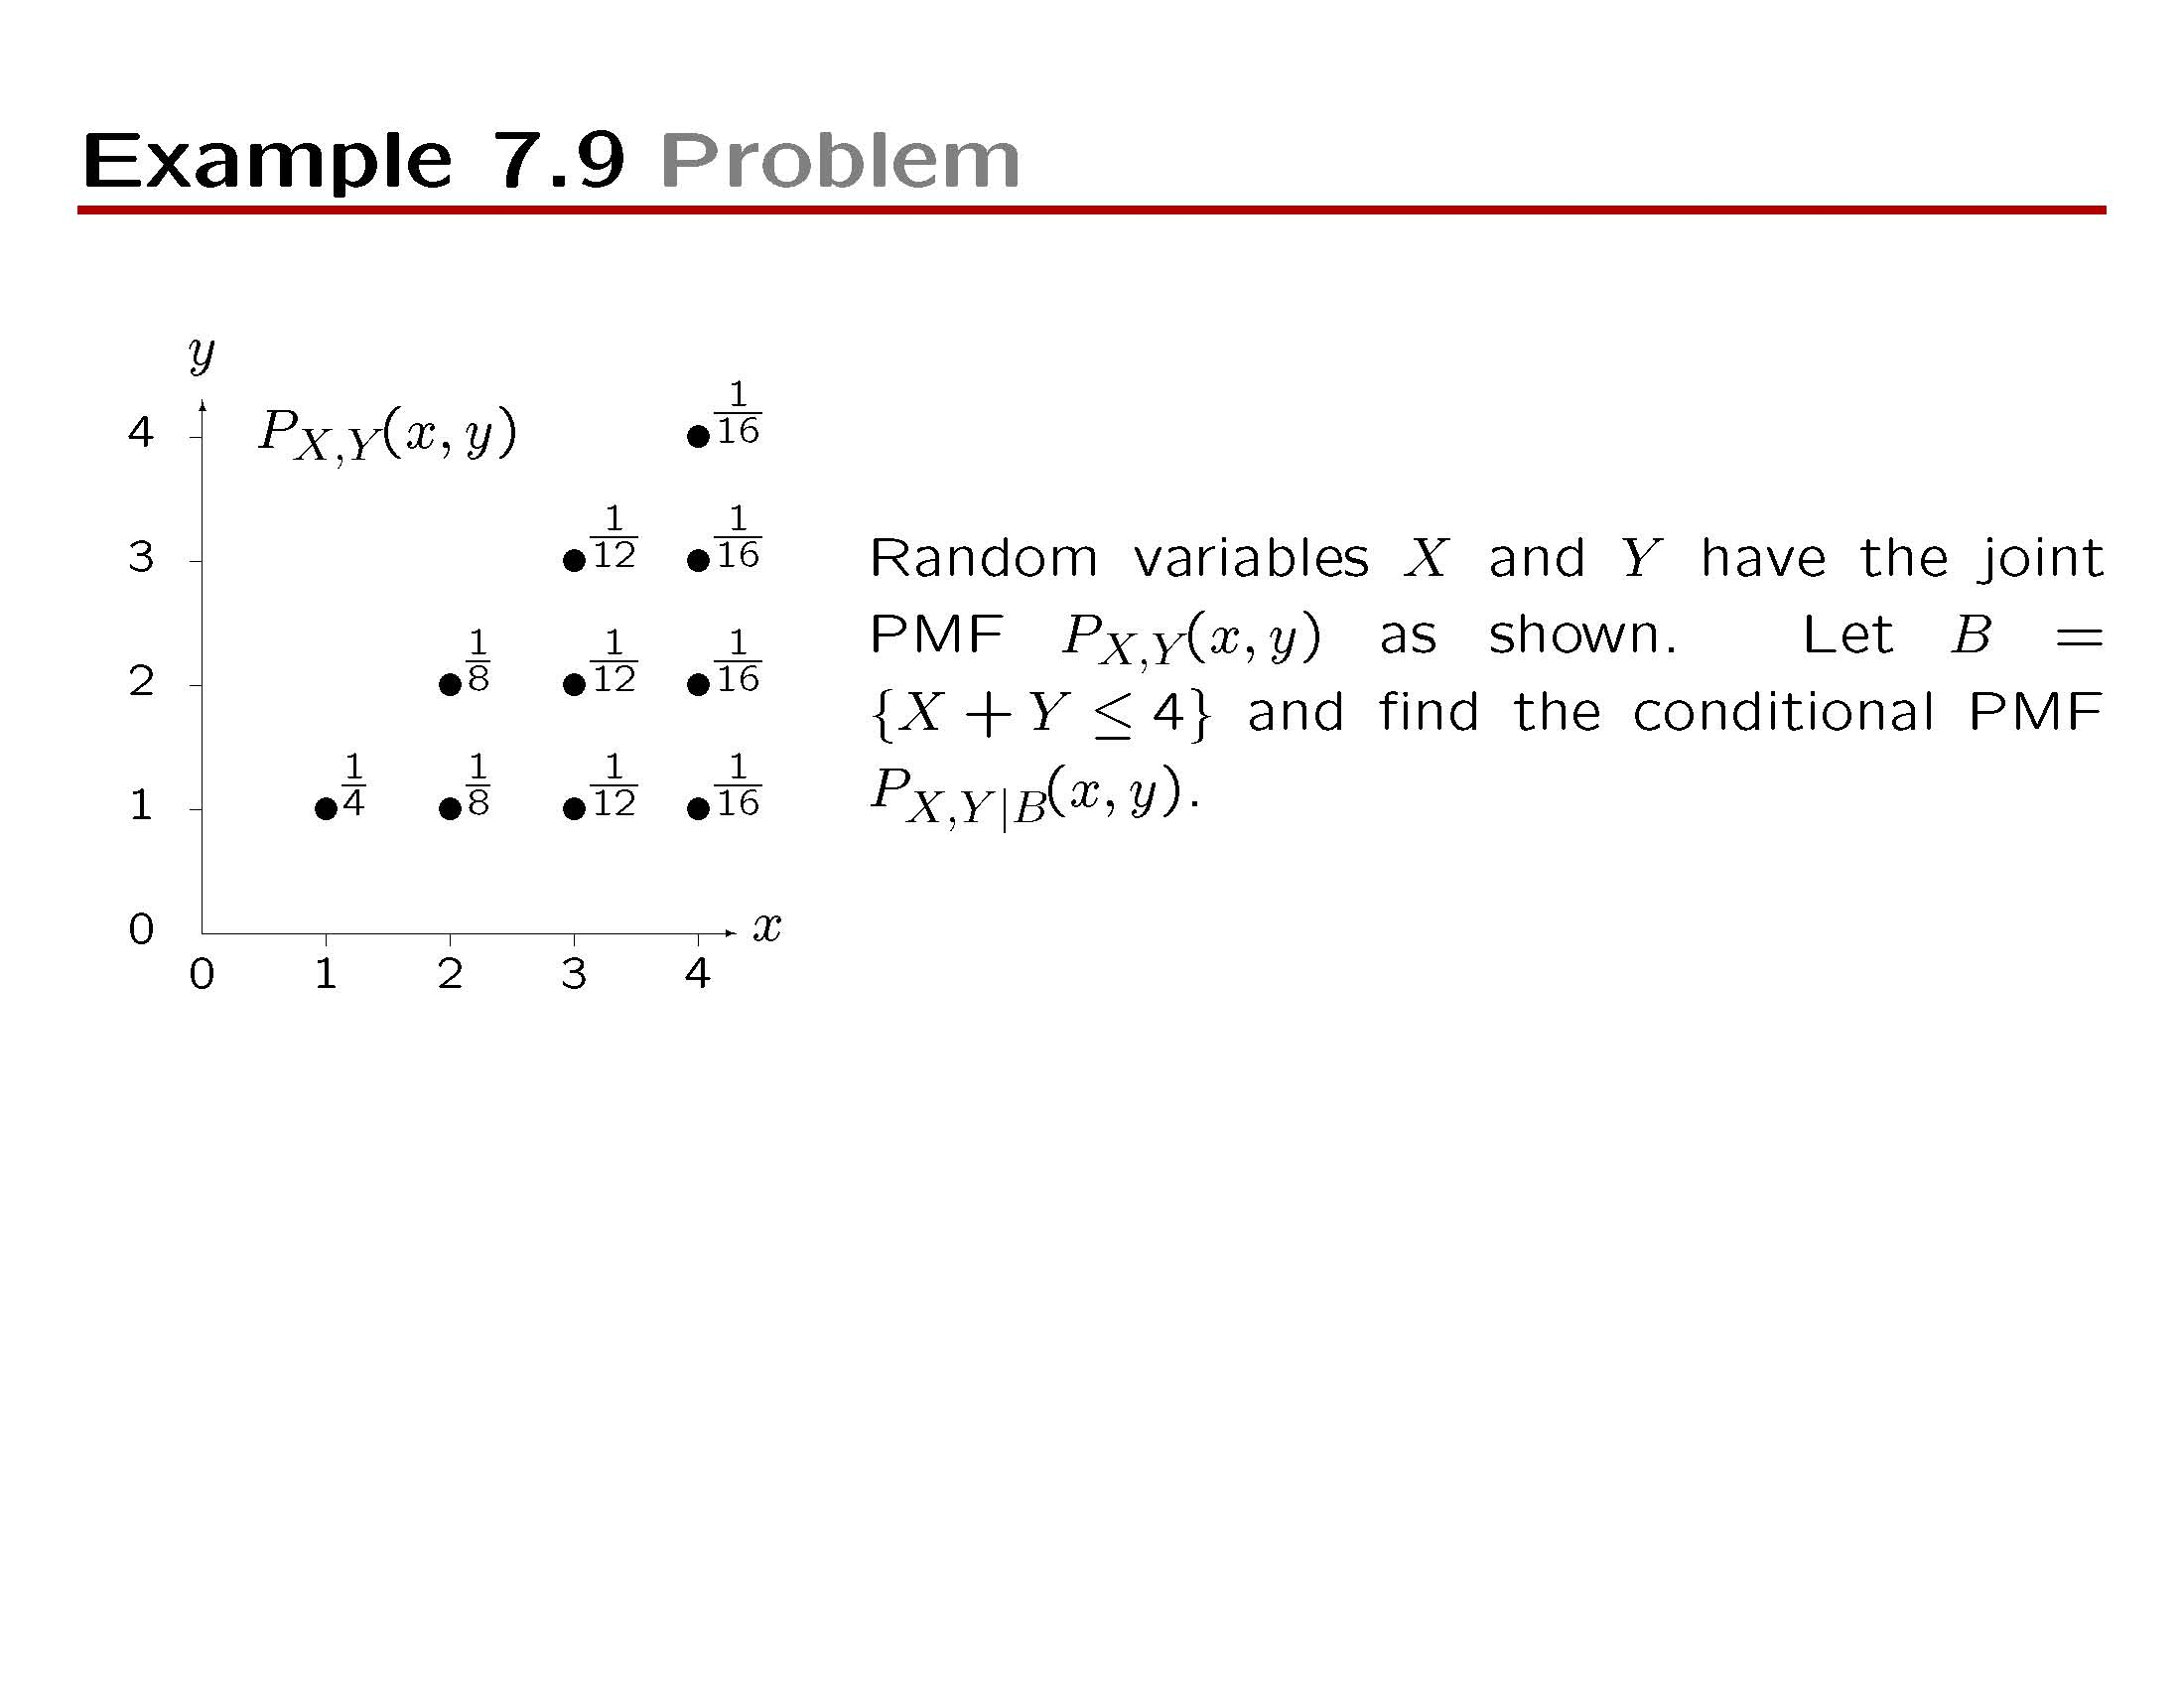 Example 7.9 Problem
y
4 P_{X,Y}(x, y) 1/16
3 1/12 1/16
2 1/8 1/12 1/16
1 1/4 1/8 1/12 1/16
0 x
0 1 2 3 4
Random variables X and Y have the joint
PMF P_{X,Y}(x, y) as shown. Let B =
{X + Y ≤ 4} and find the conditional PMF
P_{X,Y|B}(x, y).